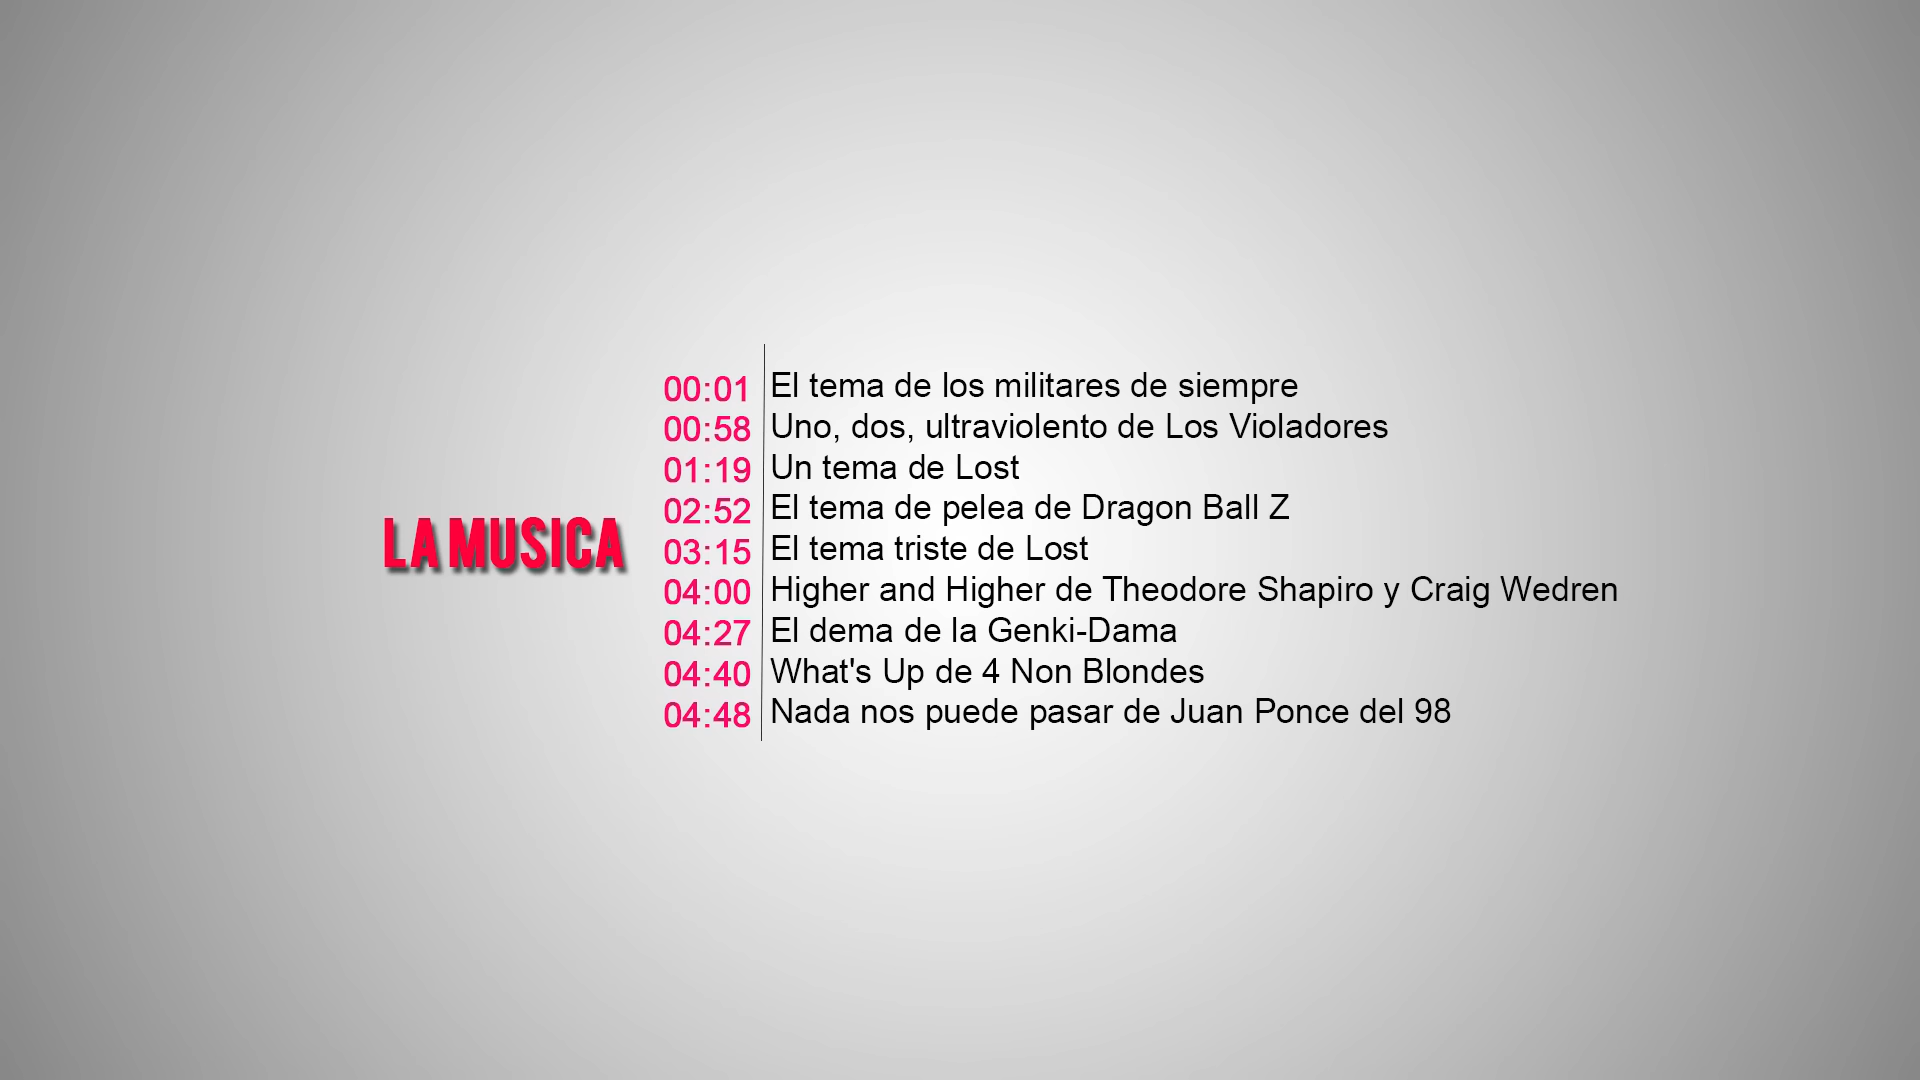 LA MUSICA
00:01 El tema de los militares de siempre
00:58 Uno, dos, ultraviolento de Los Violadores
01:19 Un tema de Lost
02:52 El tema de pelea de Dragon Ball Z
03:15 El tema triste de Lost
04:00 Higher and Higher de Theodore Shapiro y Craig Wedren
04:27 El dema de la Genki-Dama
04:40 What's Up de 4 Non Blondes
04:48 Nada nos puede pasar de Juan Ponce del 98